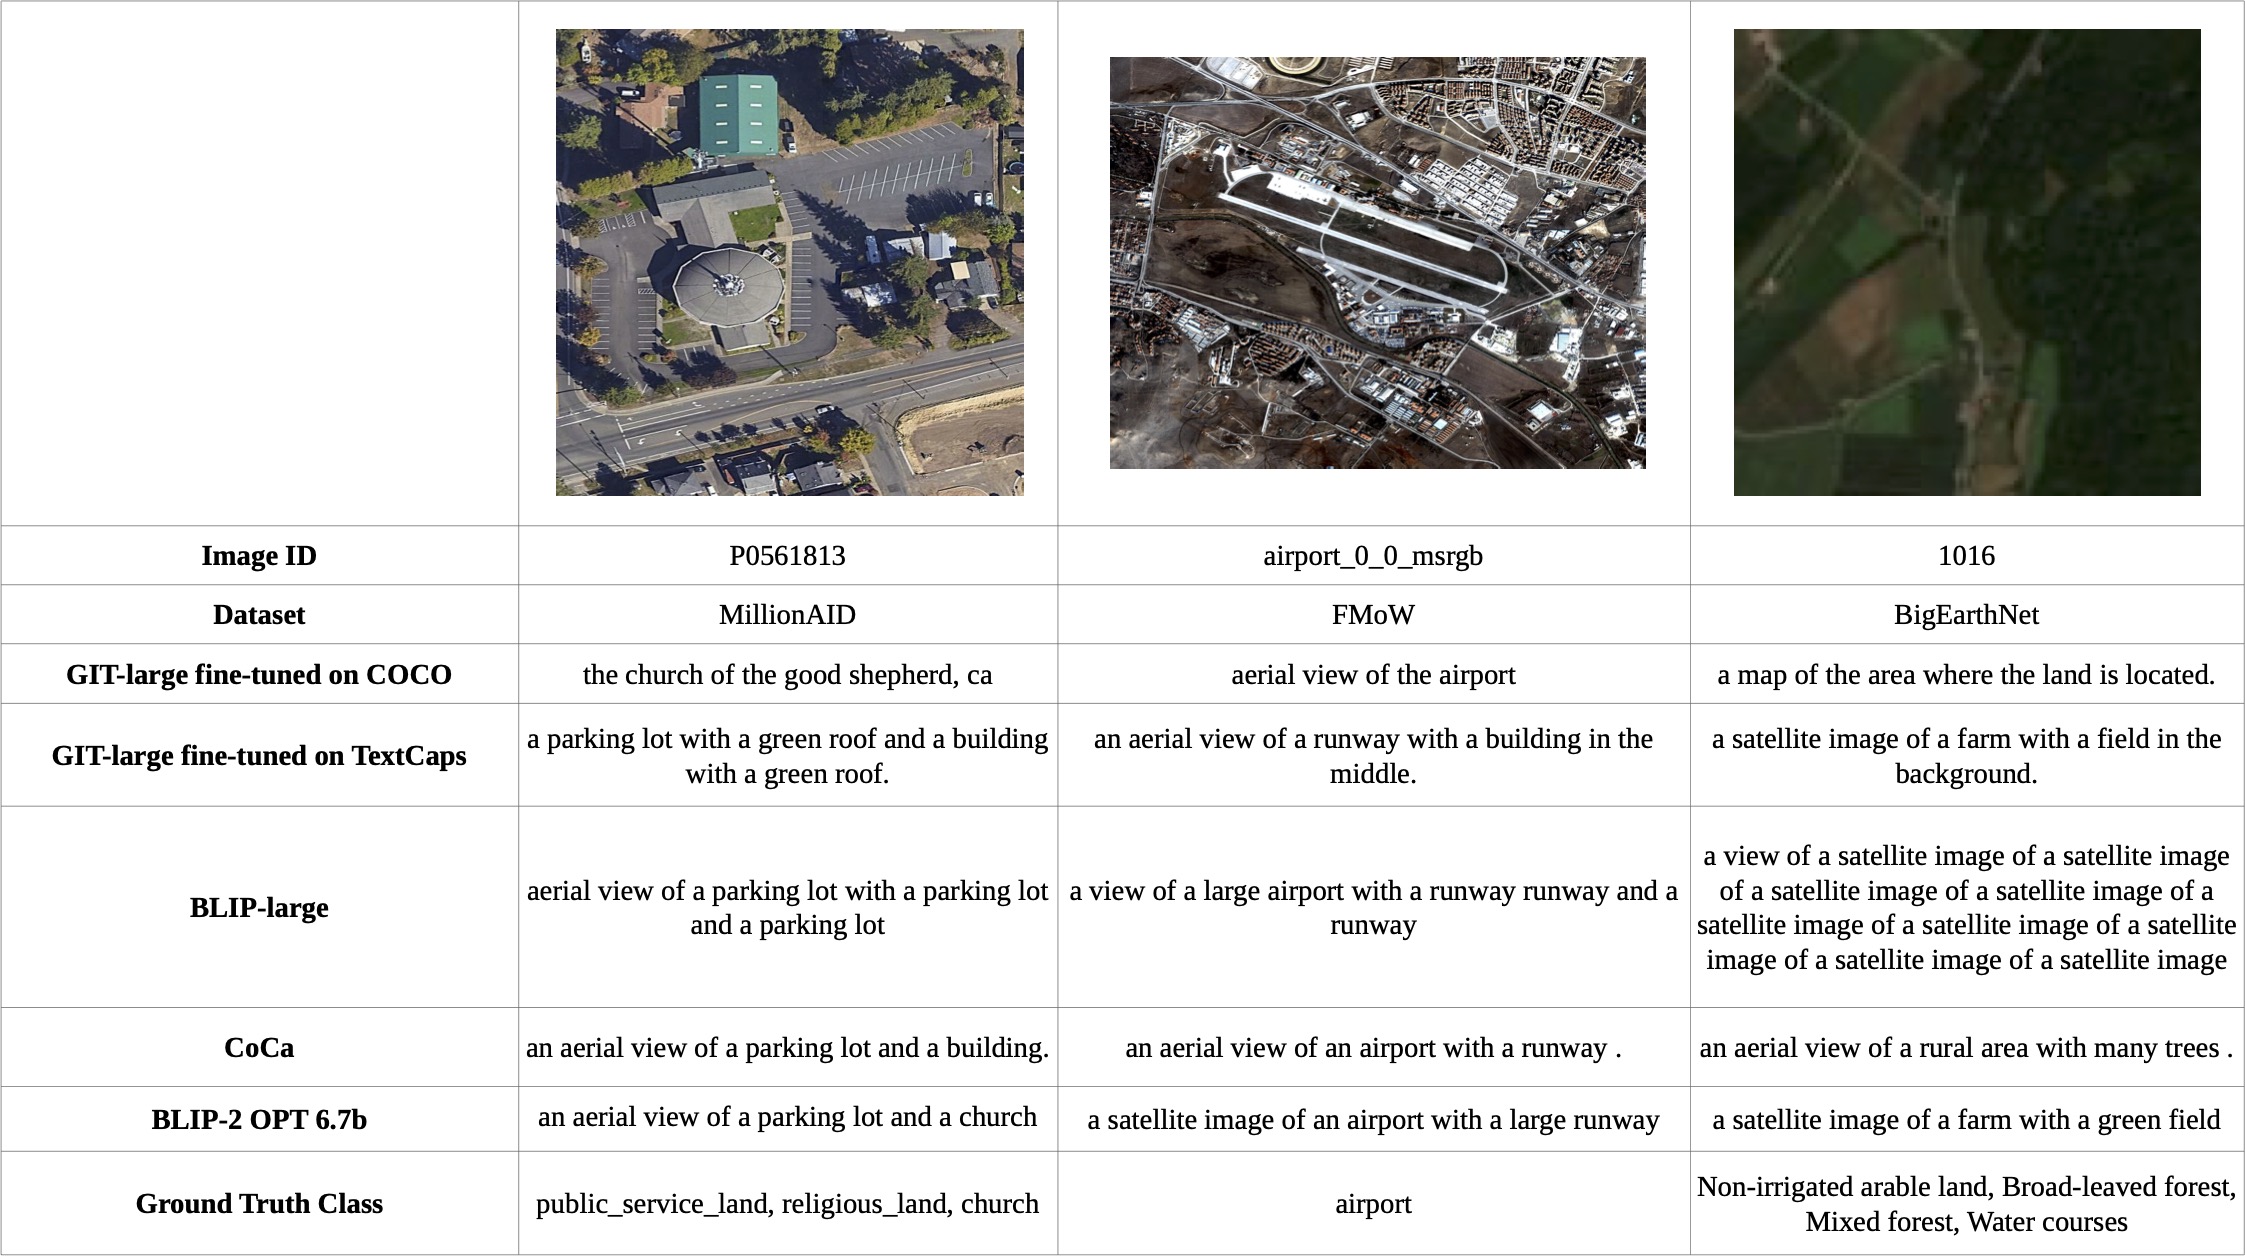 Image ID
P0561813
airport_0_0_msrgb
1016
Dataset
MillionAID
FMoW
BigEarthNet
GIT-large fine-tuned on COCO
the church of the good shepherd, ca
aerial view of the airport
a map of the area where the land is located.
GIT-large fine-tuned on TextCaps
a parking lot with a green roof and a building
with a green roof.
an aerial view of a runway with a building in the
middle.
a satellite image of a farm with a field in the
background.
BLIP-large
aerial view of a parking lot with a parking lot
and a parking lot
a view of a large airport with a runway runway and a
runway
a view of a satellite image of a satellite image
of a satellite image of a satellite image of a
satellite image of a satellite image of a satellite
image of a satellite image of a satellite image
CoCa
an aerial view of a parking lot and a building.
an aerial view of an airport with a runway .
an aerial view of a rural area with many trees .
BLIP-2 OPT 6.7b
an aerial view of a parking lot and a church
a satellite image of an airport with a large runway
a satellite image of a farm with a green field
Ground Truth Class
public_service_land, religious_land, church
airport
Non-irrigated arable land, Broad-leaved forest,
Mixed forest, Water courses